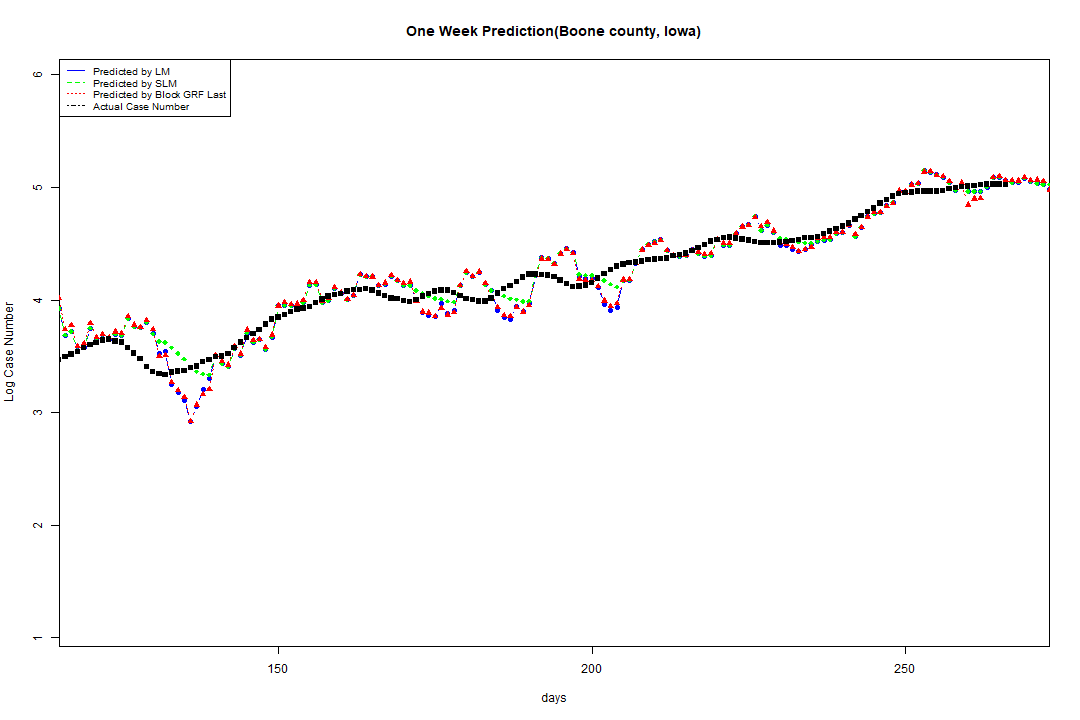 One Week Prediction(Boone county, Iowa)
Predicted by LM
Predicted by SLM
Predicted by Block GRF Last
Actual Case Number
6
5
4
3
2
1
Log Case Number
150 200 250
days